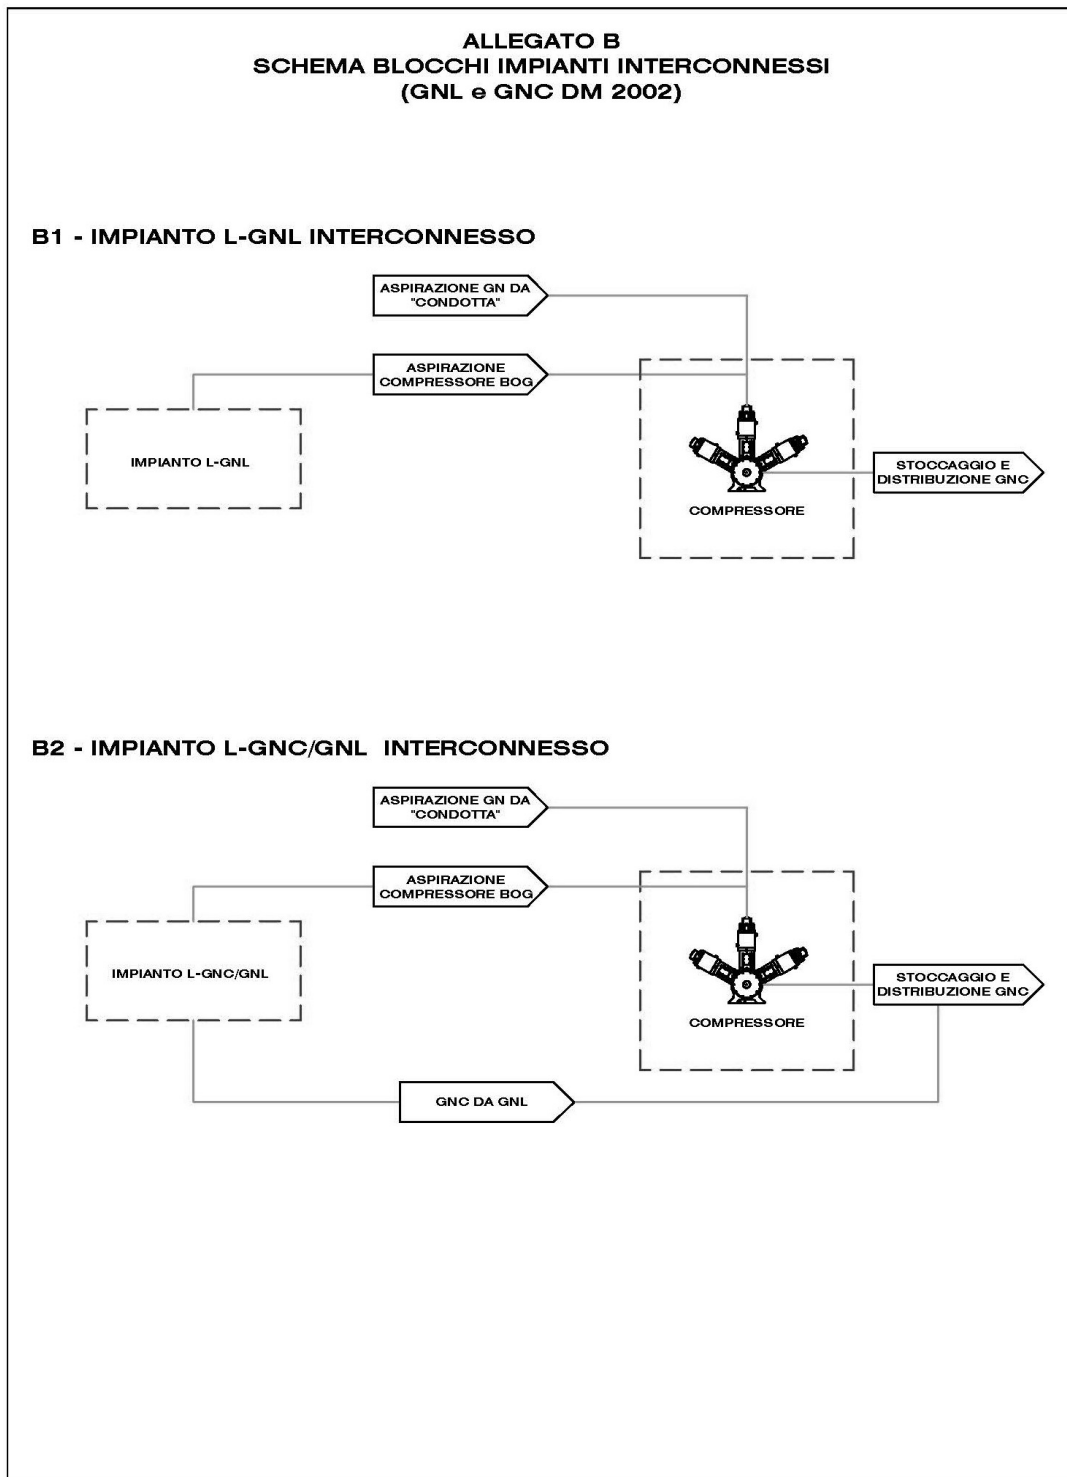 ALLEGATO B
SCHEMA BLOCCHI IMPIANTI INTERCONNESSI
(GNL e GNC DM 2002)
B1 - IMPIANTO L-GNL INTERCONNESSO
ASPIRAZIONE GN DA
"CONDOTTA"
ASPIRAZIONE
COMPRESSORE BOG
IMPIANTO L-GNL
STOCCAGGIO E
DISTRIBUZIONE GNC
COMPRESSORE
B2 - IMPIANTO L-GNC/GNL INTERCONNESSO
ASPIRAZIONE GN DA
"CONDOTTA"
ASPIRAZIONE
COMPRESSORE BOG
IMPIANTO L-GNC/GNL
STOCCAGGIO E
DISTRIBUZIONE GNC
COMPRESSORE
GNC DA GNL